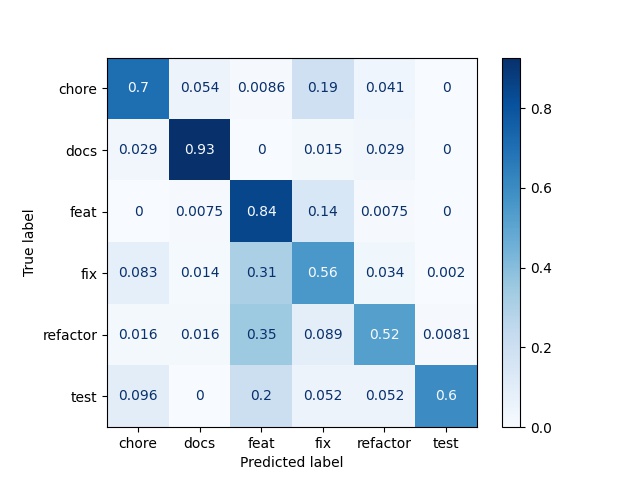 chore 0.7 0.054 0.0086 0.19 0.041 0
docs 0.029 0.93 0 0.015 0.029 0
feat 0 0.0075 0.84 0.14 0.0075 0
fix 0.083 0.014 0.31 0.56 0.034 0.002
refactor 0.016 0.016 0.35 0.089 0.52 0.0081
test 0.096 0 0.2 0.052 0.052 0.6
chore docs feat fix refactor test
Predicted label
True label
0.8
0.6
0.4
0.2
0.0